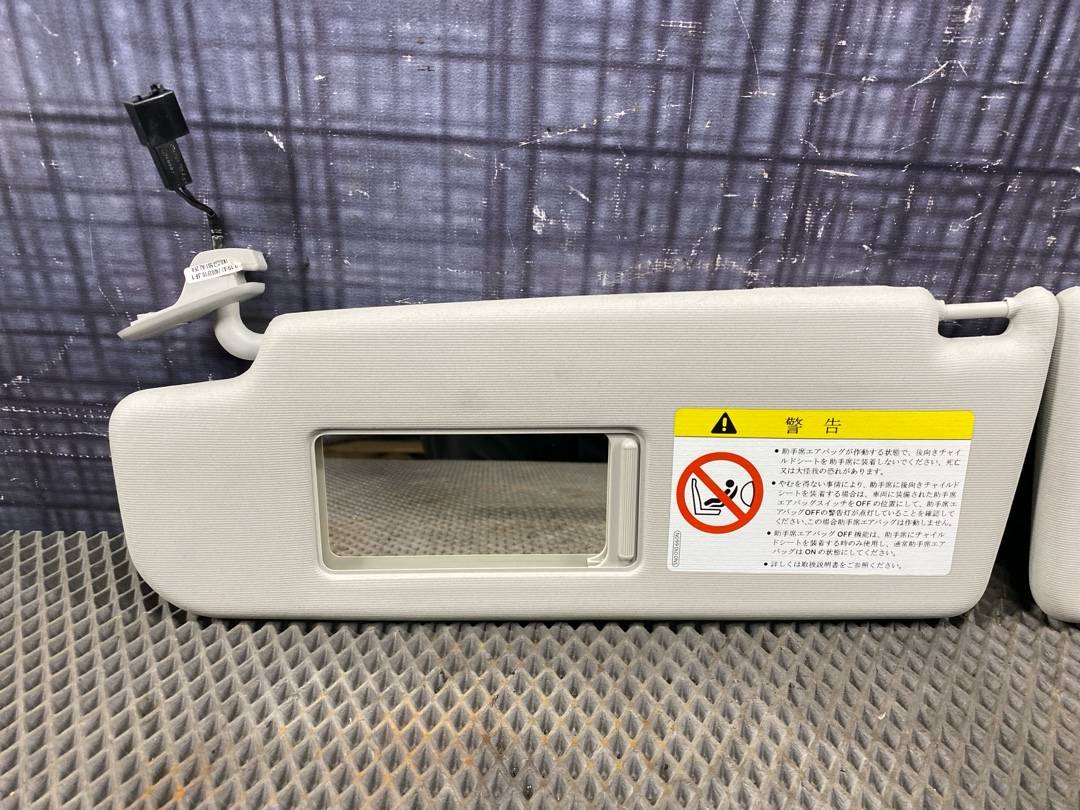 警告
●助手席エアバッグが作動する状態で、後向きチャイ
ルドシートを助手席に装着しないでください、死亡
又は大怪我の恐れがあります。
●やむを得ない事情により、助手席に後向きチャイルド
シートを装着する場合は、車両に装備された助手席
エアバッグスイッチをOFFの位置にして、助手席エ
アバッグOFFの警告灯が点灯していることを確認して
ください、この場合助手席エアバッグは作動しません。
●助手席エアバッグ OFF 機能は、助手席にチャイル
ドシートを装着する時のみ使用し、通常助手席エア
バッグは ON の状態にしてください。
●詳しくは取扱説明書をご参照ください。